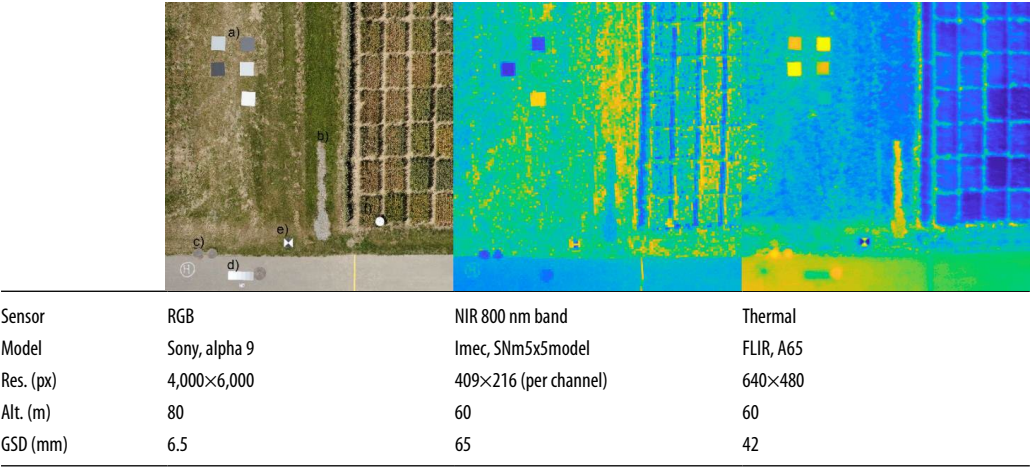 a)
b)
f)
e)
c)
d)
H
Sensor RGB NIR 800 nm band Thermal
Model Sony, alpha 9 Imec, SNm5x5model FLIR, A65
Res. (px) 4,000×6,000 409×216 (per channel) 640×480
Alt. (m) 80 60 60
GSD (mm) 6.5 65 42